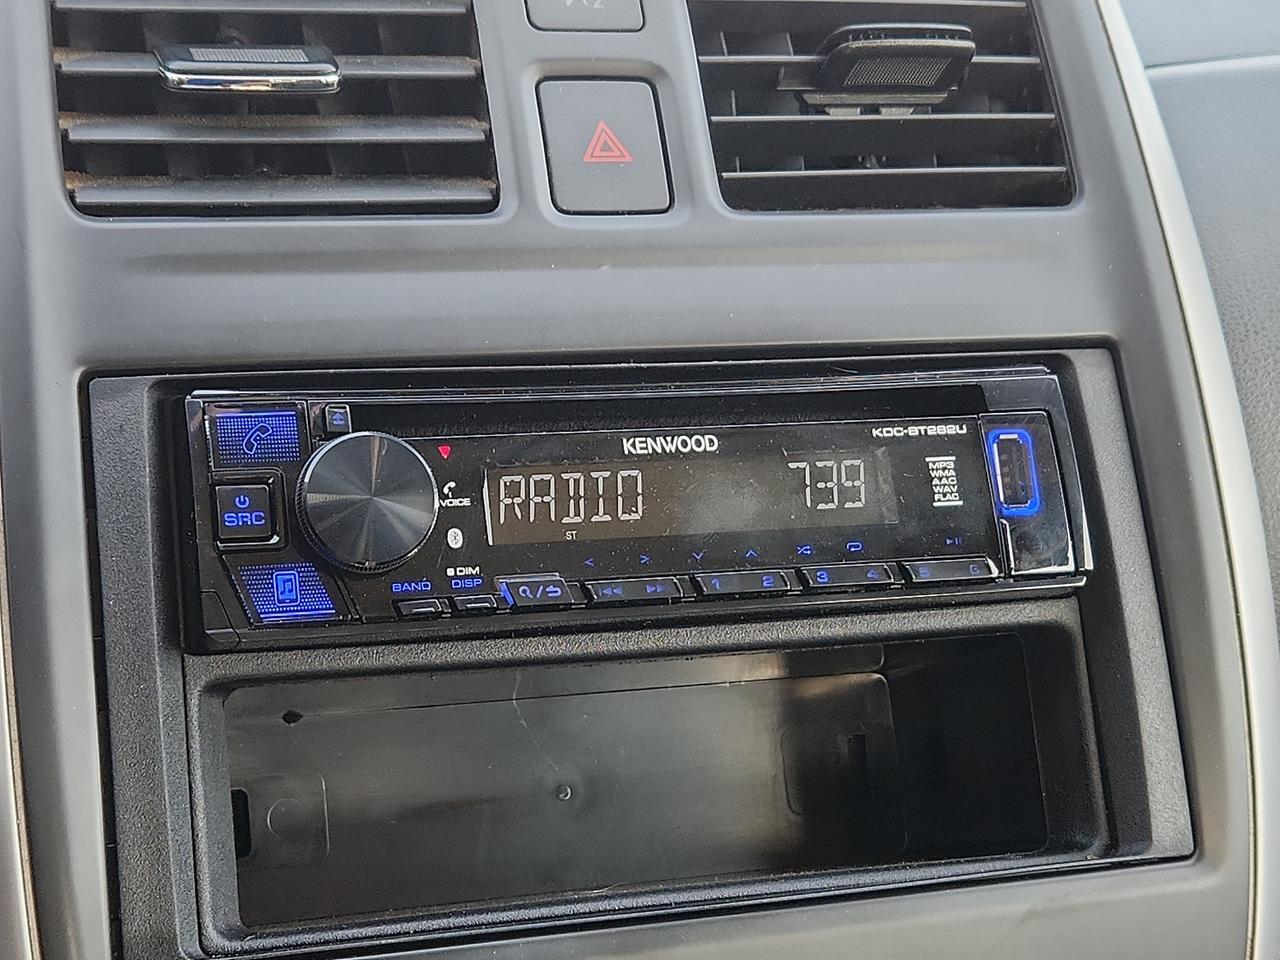 KENWOOD
KDC-BT282U
VOICE
RADIO 739
ST
MP3
WMA
AAC
WAV
FLAC
SRC
DIM
BAND DISP
1 2 3 4 5 6